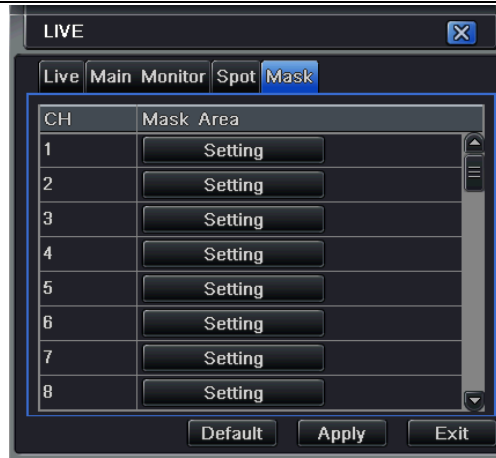 LIVE
Live Main Monitor Spot Mask
CH Mask Area
1 Setting
2 Setting
3 Setting
4 Setting
5 Setting
6 Setting
7 Setting
8 Setting
Default Apply Exit